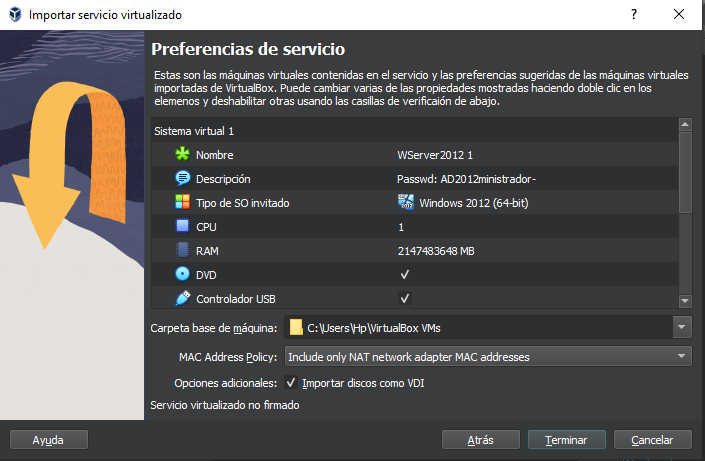 Importar servicio virtualizado
Preferencias de servicio
Estas son las máquinas virtuales contenidas en el servicio y las preferencias sugeridas de las máquinas virtuales
importadas de VirtualBox. Puede cambiar varias de las propiedades mostradas haciendo doble clic en los
elemenos y deshabilitar otras usando las casillas de verificaión de abajo.
Sistema virtual 1
Nombre WServer2012 1
Descripción Passwd: AD2012ministrador-
Tipo de SO invitado Windows 2012 (64-bit)
CPU 1
RAM 2147483648 MB
DVD ✓
Controlador USB ✓
Carpeta base de máquina: C:\Users\Hp\VirtualBox VMs
MAC Address Policy: Include only NAT network adapter MAC addresses
Opciones adicionales: ✓ Importar discos como VDI
Servicio virtualizado no firmado
Ayuda Atrás Terminar Cancelar